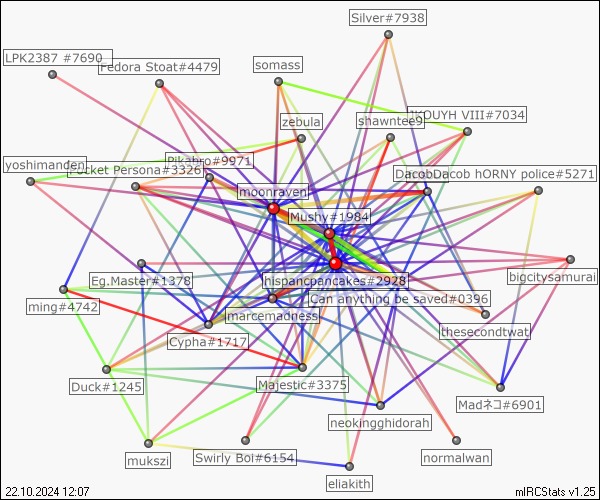 Silver#7938
LPK2387 #7690
Fedora Stoat#4479
somass
zebula
shawntee9
KOUYH VIII#7034
yoshimanden
Pikabro#9971
Pocket Persona#3326
DacobDacob hORNY police#5271
moonraven
Mushy#1984
Eg.Master#1378
hispanicpancakes#2928
bigcitysamurai
ming#4742
Can anything be saved#0396
marcemadness
thesecondtwat
Cypha#1717
Duck#1245
Majestic#3375
Madネコ#6901
neokingghidorah
mukszi
Swirly Boi#6154
normalwan
eliakith
22.10.2024 12:07
mIRCStats v1.25